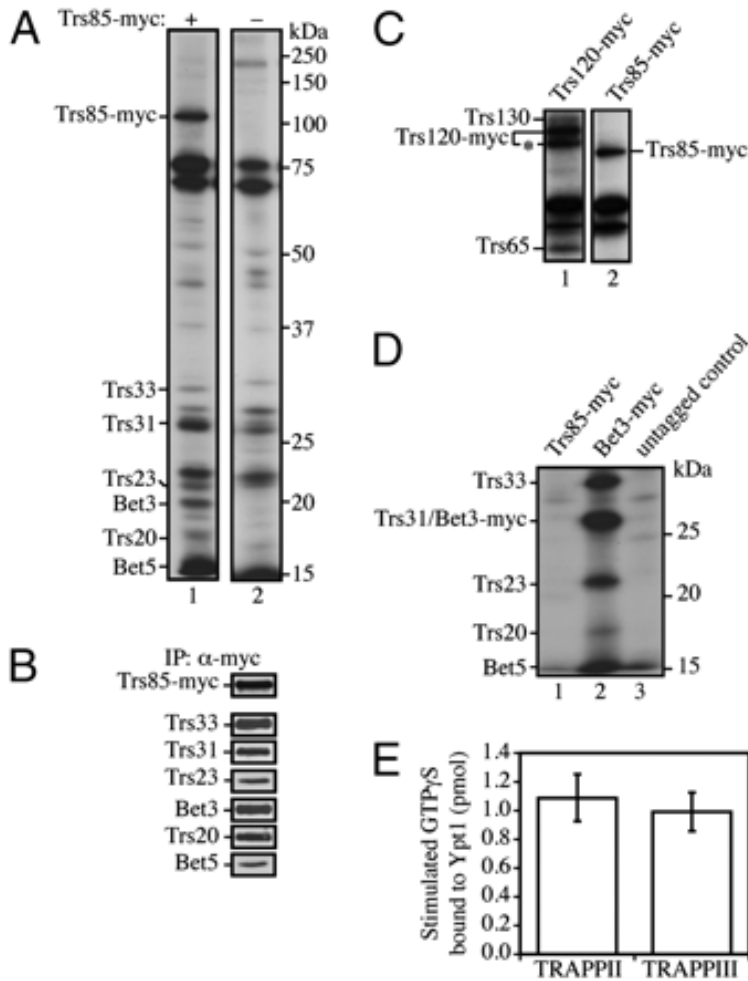 A
Trs85-myc: + –
kDa
250
150
Trs85-myc
100
75
50
37
Trs33
Trs31
25
Trs23
Bet3
20
Trs20
Bet5
15
1 2
B
IP: α-myc
Trs85-myc
Trs33
Trs31
Trs23
Bet3
Trs20
Bet5
C
Trs120-myc
Trs85-myc
Trs130
Trs120-myc
*
Trs85-myc
Trs65
1 2
D
Trs85-myc
Bet3-myc
untagged control
kDa
Trs33
Trs31/Bet3-myc
25
Trs23
20
Trs20
Bet5
15
1 2 3
E
Stimulated GTPγS
bound to Ypt1 (pmol)
1.4
1.2
1.0
0.8
0.6
0.4
0.2
0.0
TRAPPII TRAPPIII